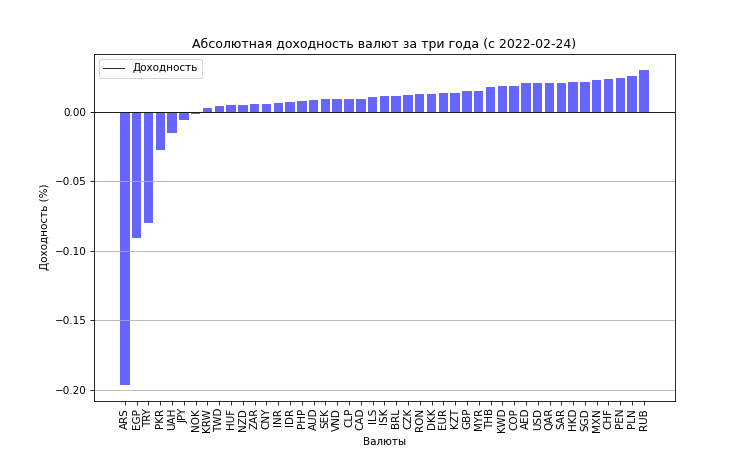 Абсолютная доходность валют за три года (с 2022-02-24)
Доходность
0.00
−0.05
−0.10
−0.15
−0.20
Доходность (%)
ARS
EGP
TRY
PKR
UAH
JPY
NOK
KRW
TWD
HUF
NZD
ZAR
CNY
INR
IDR
PHP
AUD
SEK
VND
CLP
CAD
ILS
ISK
BRL
CZK
RON
DKK
EUR
KZT
GBP
MYR
THB
KWD
COP
AED
USD
QAR
SAR
HKD
SGD
MXN
CHF
PEN
PLN
RUB
Валюты